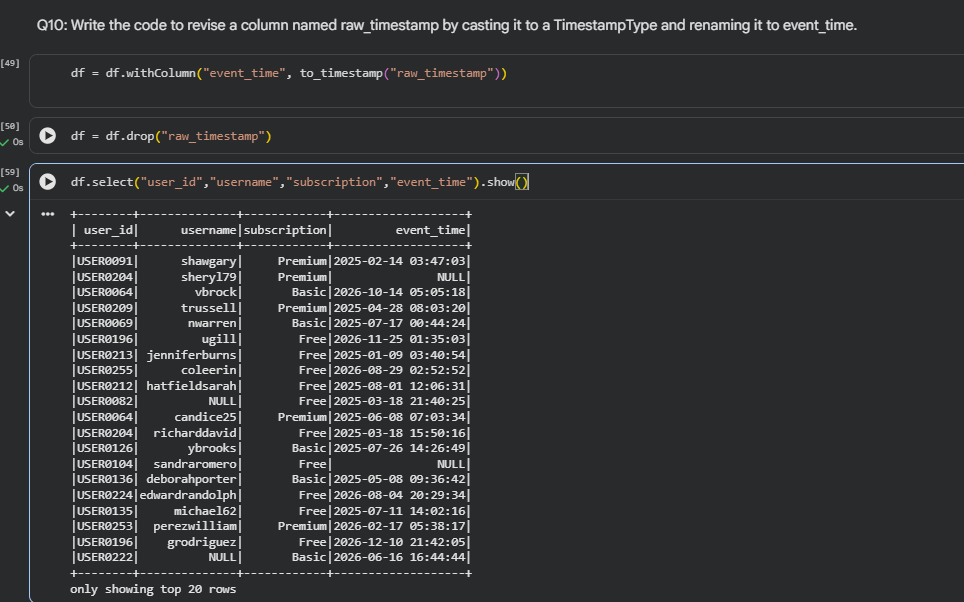 Q10: Write the code to revise a column named raw_timestamp by casting it to a TimestampType and renaming it to event_time.
[49]
df = df.withColumn("event_time", to_timestamp("raw_timestamp"))
[50]
0s
df = df.drop("raw_timestamp")
[59]
0s
df.select("user_id","username","subscription","event_time").show()
+--------+--------------+------------+-------------------+
| user_id|      username|subscription|         event_time|
+--------+--------------+------------+-------------------+
|USER0091|      shawgary|     Premium|2025-02-14 03:47:03|
|USER0204|      sheryl79|     Premium|               NULL|
|USER0064|        vbrock|       Basic|2026-10-14 05:05:18|
|USER0209|      trussell|     Premium|2025-04-28 08:03:20|
|USER0069|       nwarren|       Basic|2025-07-17 00:44:24|
|USER0196|         ugill|        Free|2026-11-25 01:35:03|
|USER0213| jenniferburns|        Free|2025-01-09 03:40:54|
|USER0255|      coleerin|        Free|2026-08-29 02:52:52|
|USER0212| hatfieldsarah|        Free|2025-08-01 12:06:31|
|USER0082|          NULL|        Free|2025-03-18 21:40:25|
|USER0064|     candice25|     Premium|2025-06-08 07:03:34|
|USER0204|  richarddavid|        Free|2025-03-18 15:50:16|
|USER0126|       ybrooks|       Basic|2025-07-26 14:26:49|
|USER0104|  sandraromero|        Free|               NULL|
|USER0136| deborahporter|       Basic|2025-05-08 09:36:42|
|USER0224|edwardrandolph|        Free|2026-08-04 20:29:34|
|USER0135|     michael62|        Free|2025-07-11 14:02:16|
|USER0253|  perezwilliam|     Premium|2026-02-17 05:38:17|
|USER0196|    grodriguez|        Free|2026-12-10 21:42:05|
|USER0222|          NULL|       Basic|2026-06-16 16:44:44|
+--------+--------------+------------+-------------------+
only showing top 20 rows